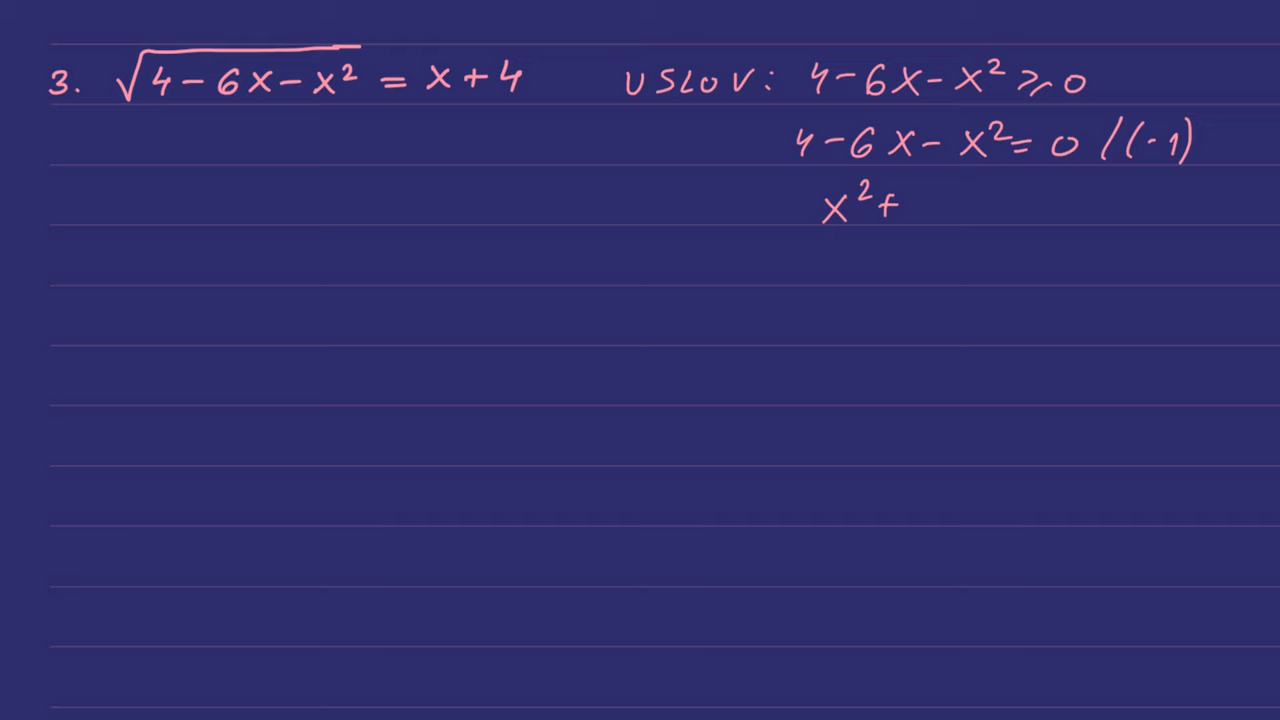 3. √(4-6x-x²) = x+4 USLOV: 4-6x-x² ⩾ 0
4-6x-x²=0 /(-1)
x²+